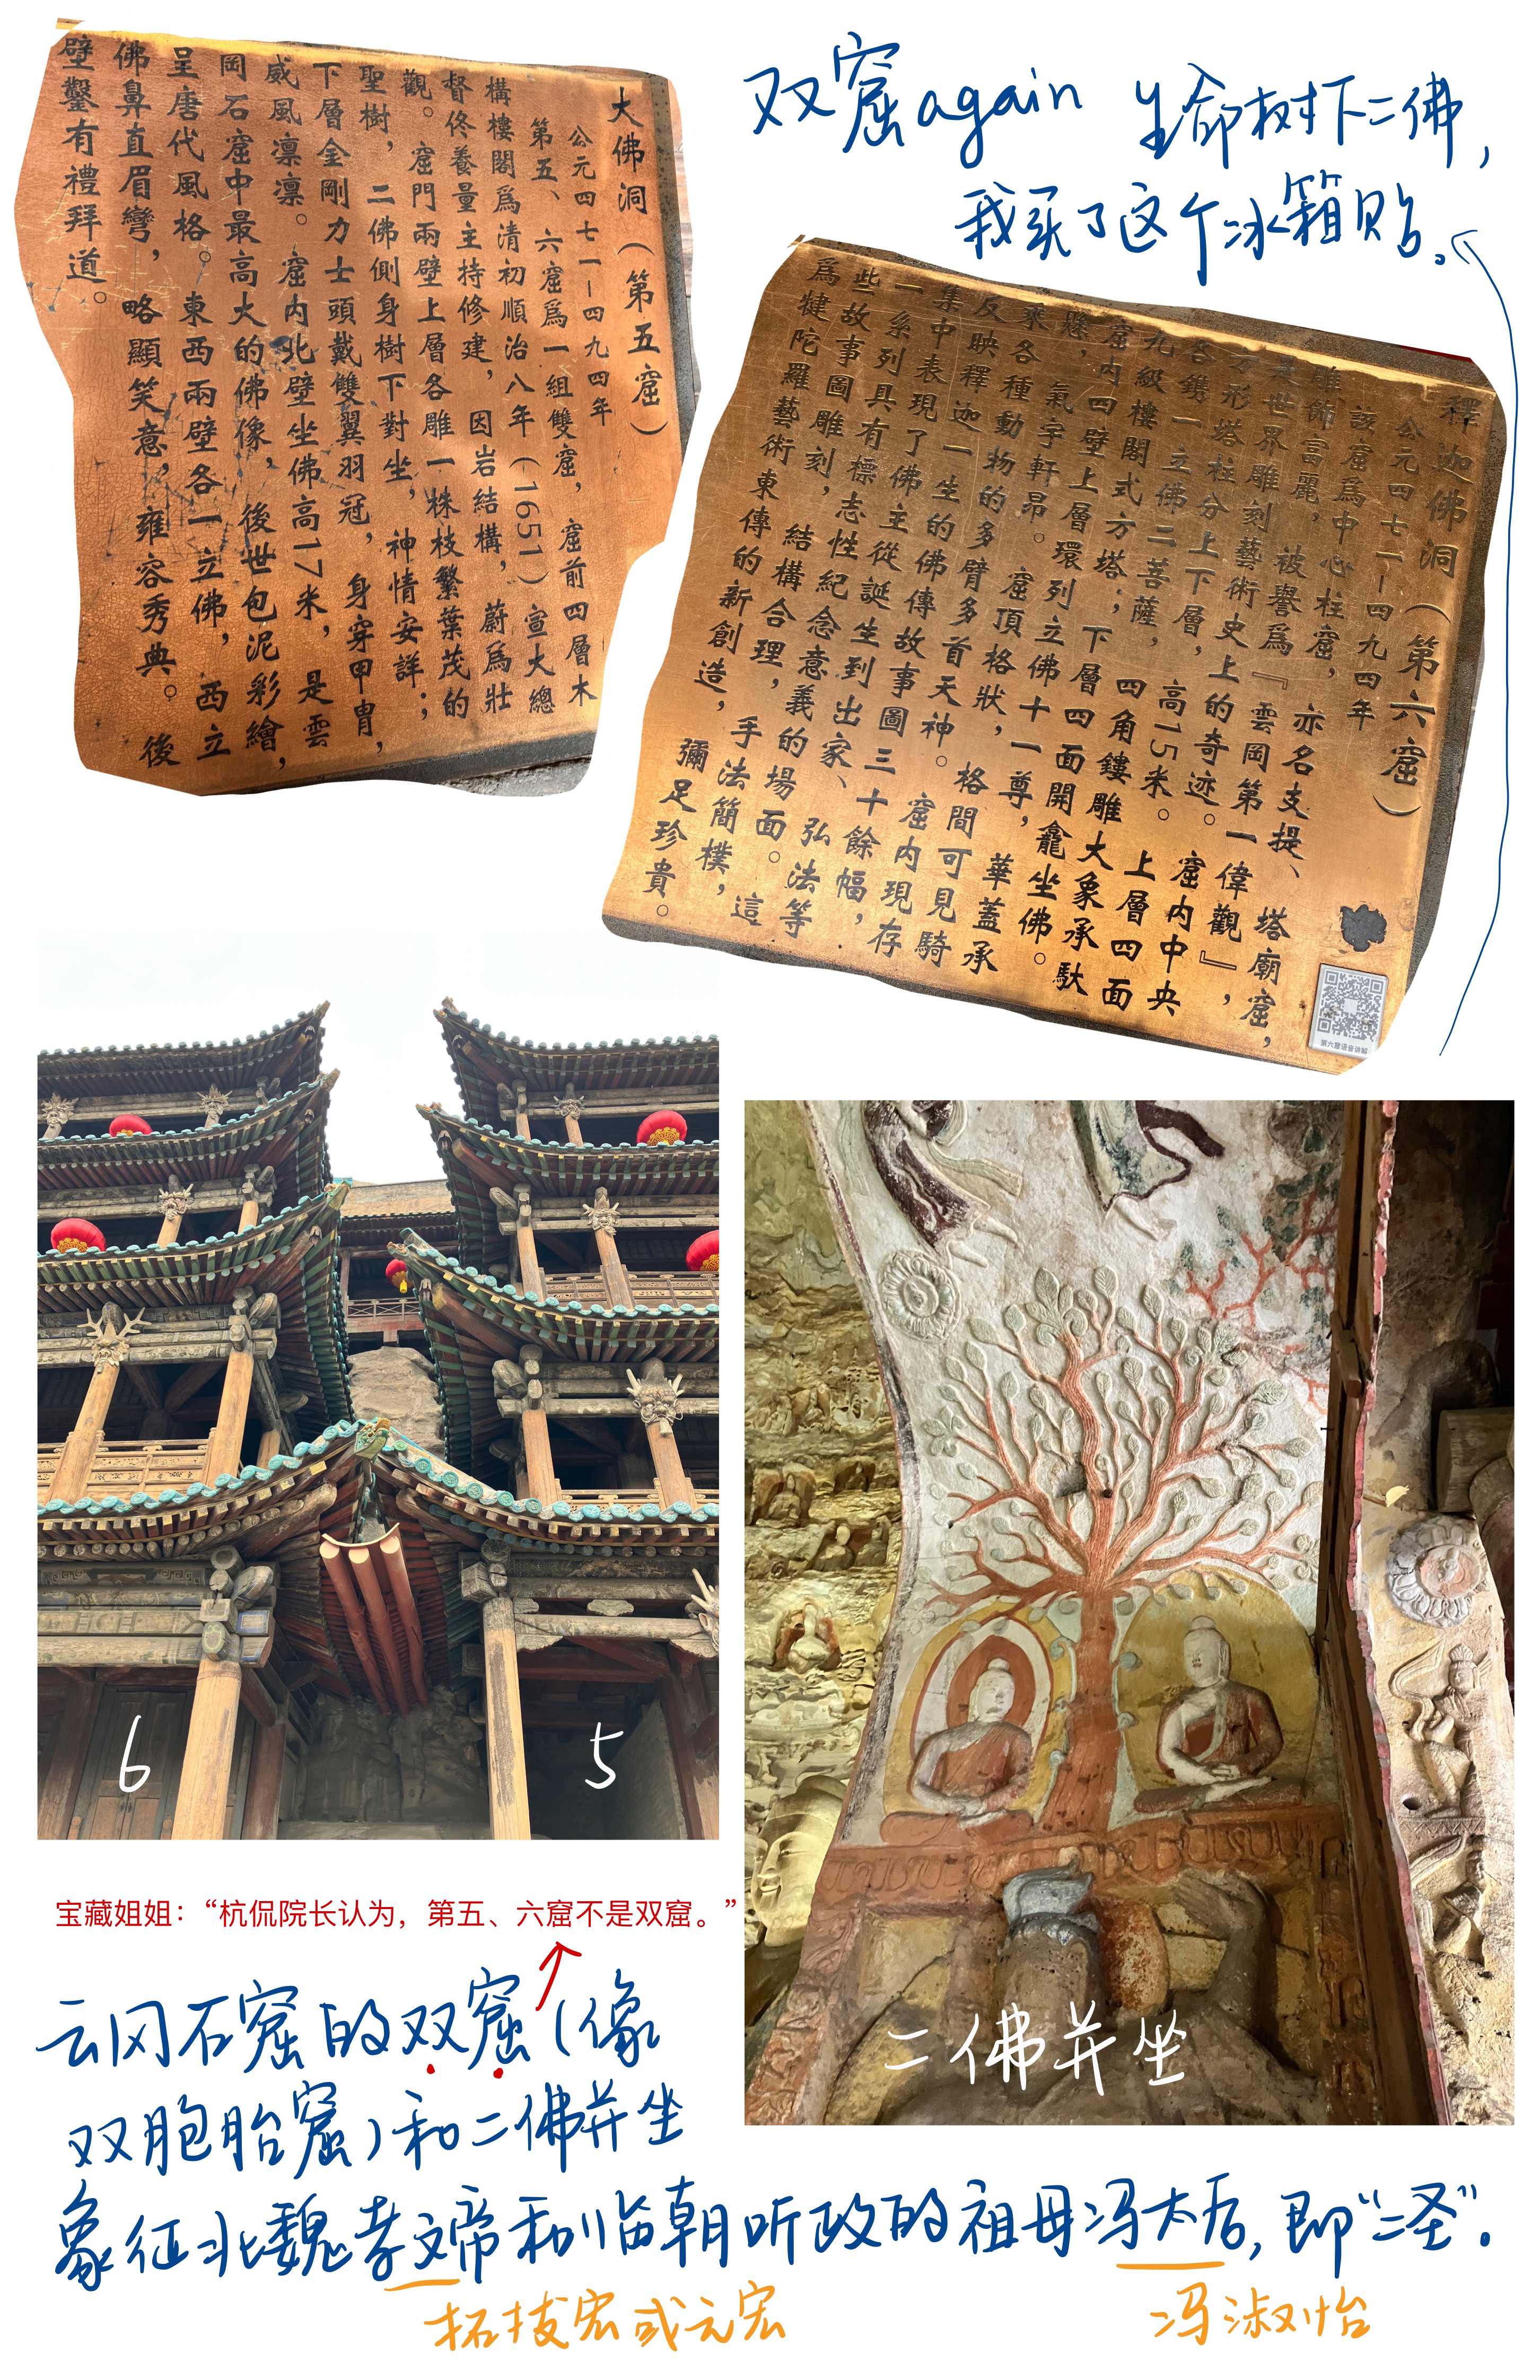 双窟again 生命树下二佛，
我买了这个冰箱贴。
大佛洞（第五窟）
公元四七一—四九四年
第五、六窟爲一組雙窟，窟前四層木
構樓閣爲清初順治八年（1651）宣大總
督佟養量主持修建，因岩結構，蔚爲壯
觀。窟門兩壁上層各雕一株枝繁葉茂的
聖樹，二佛側身樹下對坐，神情安詳；
下層金剛力士頭戴雙翼羽冠，身穿甲冑，
威風凛凛。窟内北壁坐佛高17米，是雲
岡石窟中最高大的佛像，後世包泥彩繪，
呈唐代風格。東西兩壁各一立佛，西立
佛鼻直眉彎，略顯笑意，雍容秀典。後
壁鑿有禮拜道。
釋迦佛洞（第六窟）
公元四七一—四九四年
該窟爲中心柱窟，亦名支提、塔廟窟，
雕飾富麗，被譽爲『雲岡第一偉觀』，
是世界雕刻藝術史上的奇迹。窟内中央
方形塔柱分上下層，高15米。上層四面
各鐫一立佛二菩薩，四角鏤雕大象承馱
九級樓閣式方塔；下層四面開龕坐佛。
窟内四壁上層環列立佛十一尊，華蓋承
懸，氣宇軒昂。窟頂格狀，格間可見騎
乘各種動物的多臂多首天神。窟内現存
反映釋迦一生的佛傳故事圖三十餘幅，
集中表現了佛主從誕生到出家、弘法等
一系列具有標志性紀念意義的場面。這
些故事圖雕刻，結構合理，手法簡樸，
爲犍陀羅藝術東傳的新創造，彌足珍貴。
第六窟语音讲解
6
5
二佛并坐
宝藏姐姐：“杭侃院长认为，第五、六窟不是双窟。”
云冈石窟的双窟（像
双胞胎窟）和二佛并坐
象征北魏孝文帝和临朝听政的祖母冯太后，即“二圣”.
拓拔宏或元宏
冯淑怡